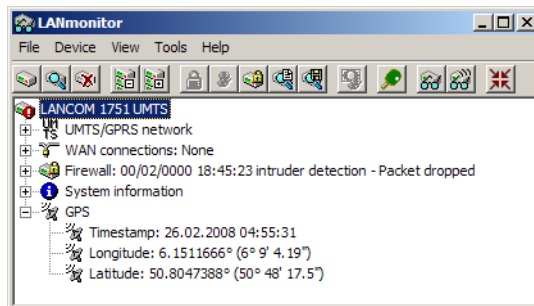 LANmonitor
File Device View Tools Help
LANCOM 1751 UMTS
UM
TS
UMTS/GPRS network
WAN connections: None
Firewall: 00/02/0000 18:45:23 intruder detection - Packet dropped
System information
GPS
Timestamp: 26.02.2008 04:55:31
Longitude: 6.1511666° (6° 9' 4.19")
Latitude: 50.8047388° (50° 48' 17.5")